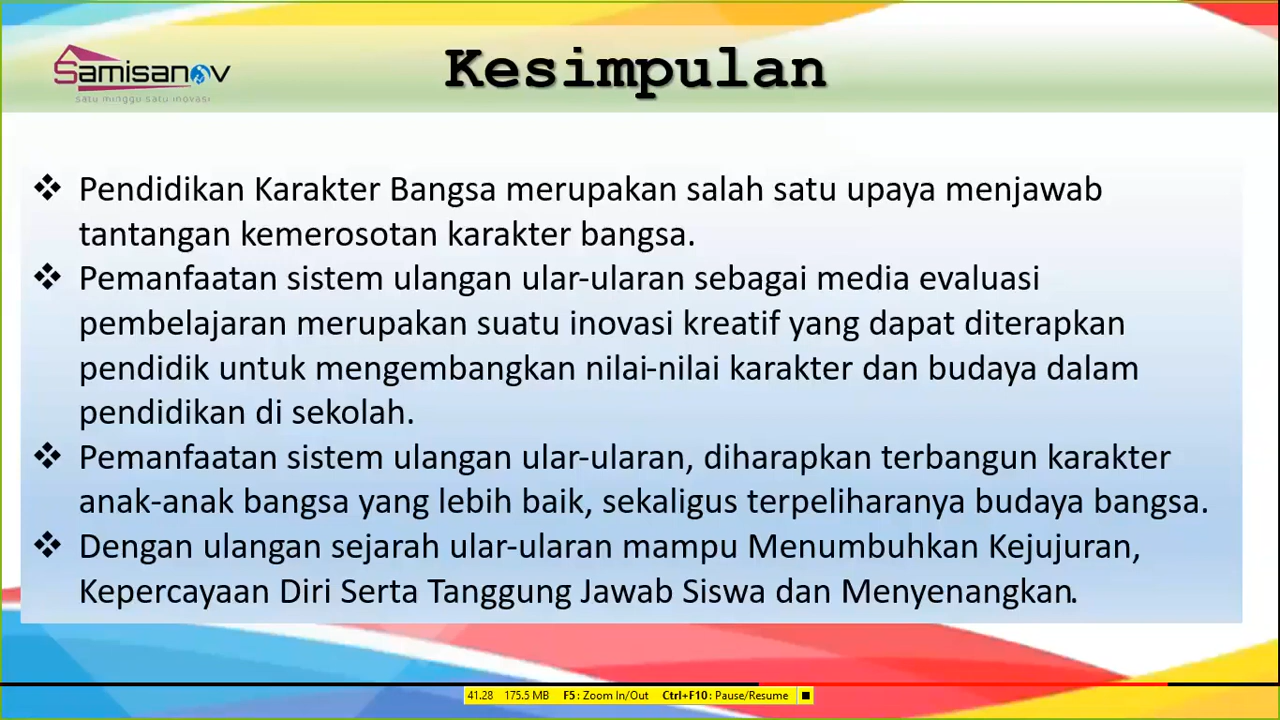 Samisanov
satu minggu satu inovasi
Kesimpulan
❖ Pendidikan Karakter Bangsa merupakan salah satu upaya menjawab
tantangan kemerosotan karakter bangsa.
❖ Pemanfaatan sistem ulangan ular-ularan sebagai media evaluasi
pembelajaran merupakan suatu inovasi kreatif yang dapat diterapkan
pendidik untuk mengembangkan nilai-nilai karakter dan budaya dalam
pendidikan di sekolah.
❖ Pemanfaatan sistem ulangan ular-ularan, diharapkan terbangun karakter
anak-anak bangsa yang lebih baik, sekaligus terpeliharanya budaya bangsa.
❖ Dengan ulangan sejarah ular-ularan mampu Menumbuhkan Kejujuran,
Kepercayaan Diri Serta Tanggung Jawab Siswa dan Menyenangkan.
41.28 175.5 MB F5: Zoom In/Out Ctrl+F10: Pause/Resume